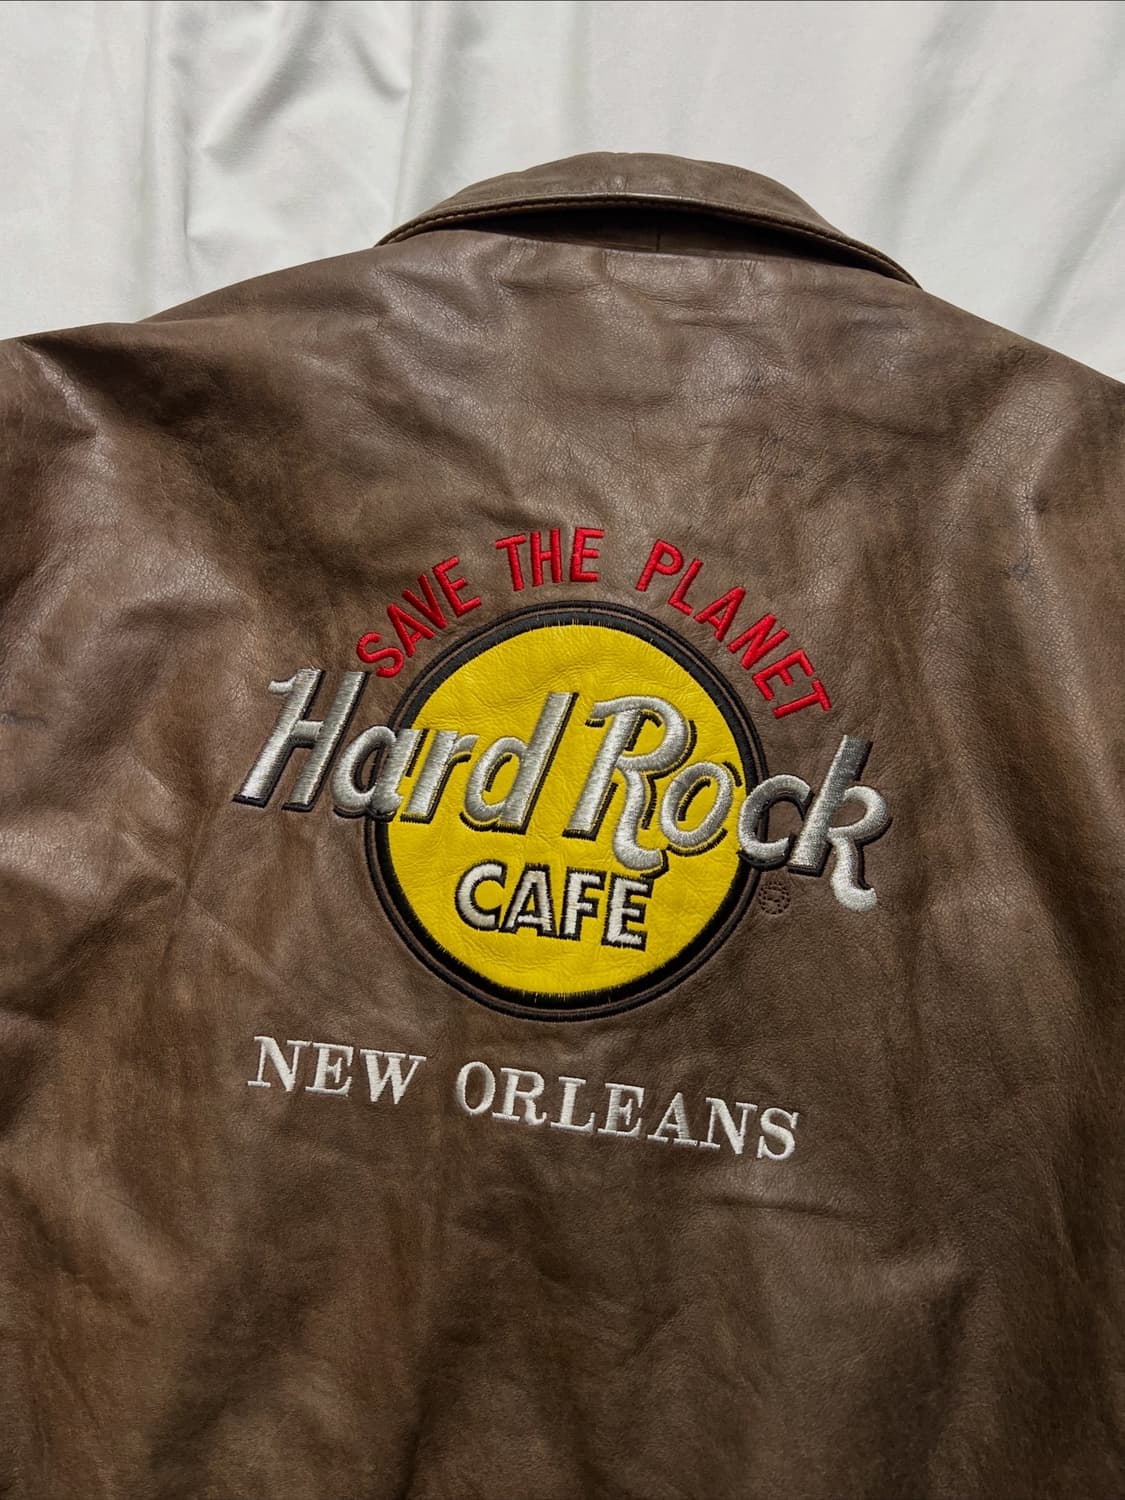 SAVE THE PLANET
Hard Rock
CAFE
NEW ORLEANS